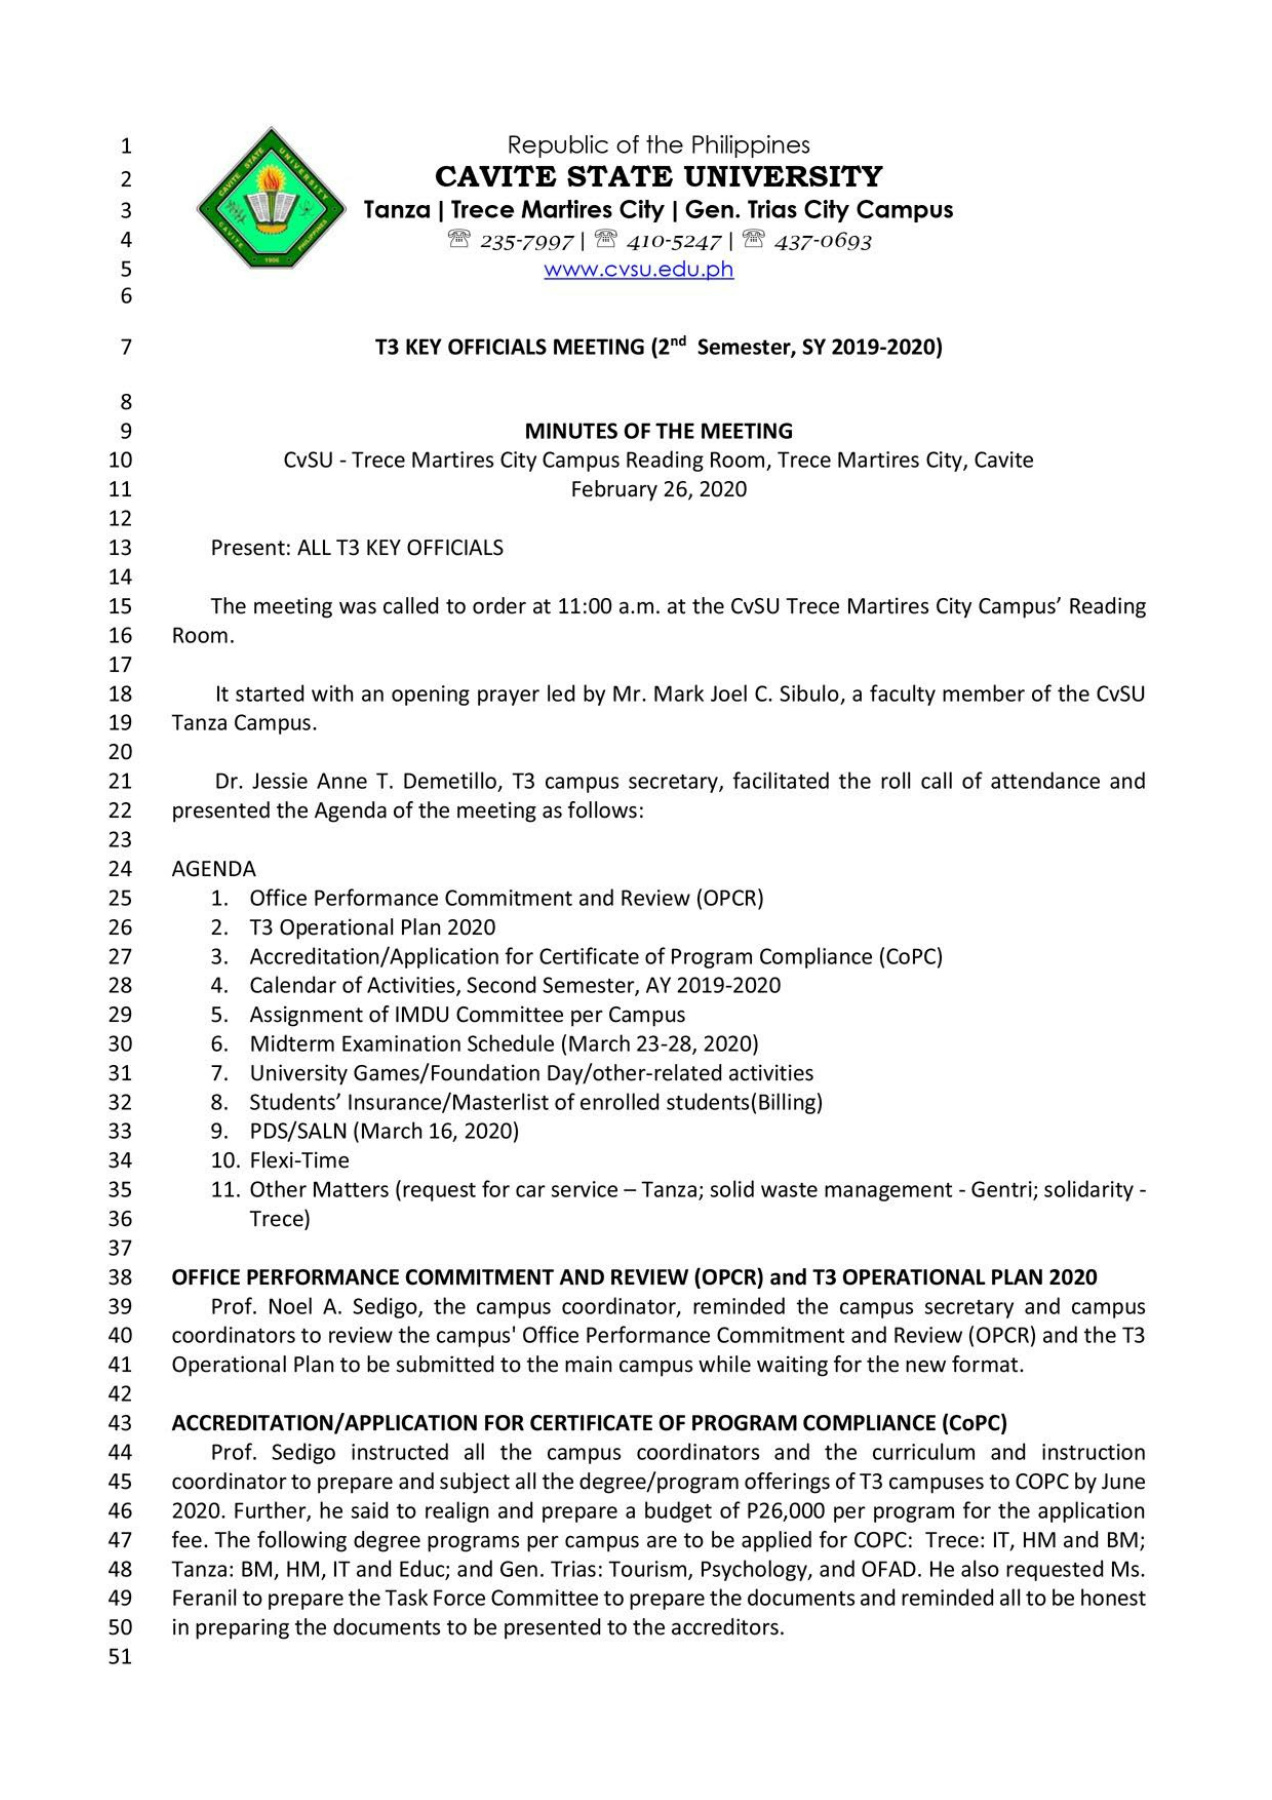 1 Republic of the Philippines
2 CAVITE STATE UNIVERSITY
3 Tanza | Trece Martires City | Gen. Trias City Campus
4 ☏ 235-7997 | ☏ 410-5247 | ☏ 437-0693
5 www.cvsu.edu.ph
6
CAVITE STATE UNIVERSITY
CAVITE PHILIPPINES
1906
7 T3 KEY OFFICIALS MEETING (2nd Semester, SY 2019-2020)
8
9 MINUTES OF THE MEETING
10 CvSU - Trece Martires City Campus Reading Room, Trece Martires City, Cavite
11 February 26, 2020
12
13 Present: ALL T3 KEY OFFICIALS
14
15 The meeting was called to order at 11:00 a.m. at the CvSU Trece Martires City Campus’ Reading
16 Room.
17
18 It started with an opening prayer led by Mr. Mark Joel C. Sibulo, a faculty member of the CvSU
19 Tanza Campus.
20
21 Dr. Jessie Anne T. Demetillo, T3 campus secretary, facilitated the roll call of attendance and
22 presented the Agenda of the meeting as follows:
23
24 AGENDA
25 1. Office Performance Commitment and Review (OPCR)
26 2. T3 Operational Plan 2020
27 3. Accreditation/Application for Certificate of Program Compliance (CoPC)
28 4. Calendar of Activities, Second Semester, AY 2019-2020
29 5. Assignment of IMDU Committee per Campus
30 6. Midterm Examination Schedule (March 23-28, 2020)
31 7. University Games/Foundation Day/other-related activities
32 8. Students’ Insurance/Masterlist of enrolled students(Billing)
33 9. PDS/SALN (March 16, 2020)
34 10. Flexi-Time
35 11. Other Matters (request for car service – Tanza; solid waste management - Gentri; solidarity -
36 Trece)
37
38 OFFICE PERFORMANCE COMMITMENT AND REVIEW (OPCR) and T3 OPERATIONAL PLAN 2020
39 Prof. Noel A. Sedigo, the campus coordinator, reminded the campus secretary and campus
40 coordinators to review the campus' Office Performance Commitment and Review (OPCR) and the T3
41 Operational Plan to be submitted to the main campus while waiting for the new format.
42
43 ACCREDITATION/APPLICATION FOR CERTIFICATE OF PROGRAM COMPLIANCE (CoPC)
44 Prof. Sedigo instructed all the campus coordinators and the curriculum and instruction
45 coordinator to prepare and subject all the degree/program offerings of T3 campuses to COPC by June
46 2020. Further, he said to realign and prepare a budget of P26,000 per program for the application
47 fee. The following degree programs per campus are to be applied for COPC: Trece: IT, HM and BM;
48 Tanza: BM, HM, IT and Educ; and Gen. Trias: Tourism, Psychology, and OFAD. He also requested Ms.
49 Feranil to prepare the Task Force Committee to prepare the documents and reminded all to be honest
50 in preparing the documents to be presented to the accreditors.
51